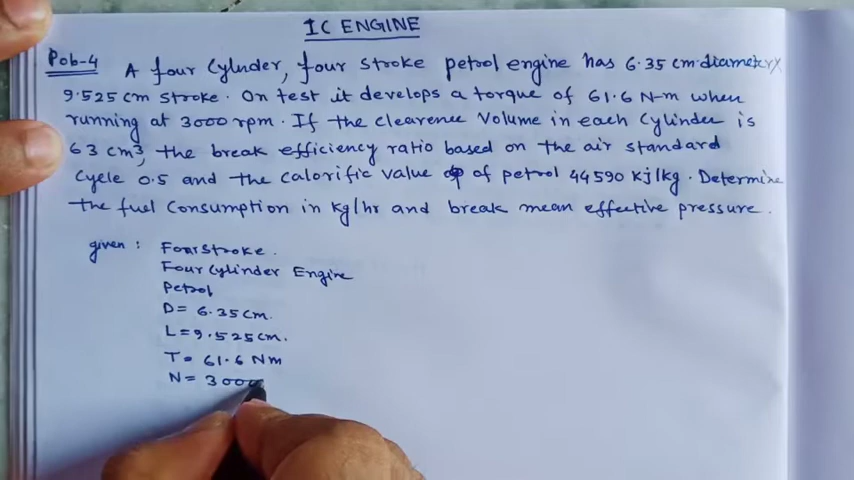 IC ENGINE
Pob-4 A four Cylinder, four stroke petrol engine has 6.35 cm diameter x
9.525 cm stroke. On test it develops a torque of 61.6 N-m when
running at 3000 rpm. If the clearence volume in each cylinder is
63 cm³, the break efficiency ratio based on the air standard
Cycle 0.5 and the calorific value of petrol 44590 kj/kg. Determine
the fuel Consumption in kg/hr and break mean effective pressure.
given : Four Stroke.
Four Cylinder Engine
Petrol
D = 6.35 cm.
L = 9.525 cm.
T = 61.6 Nm
N = 3000